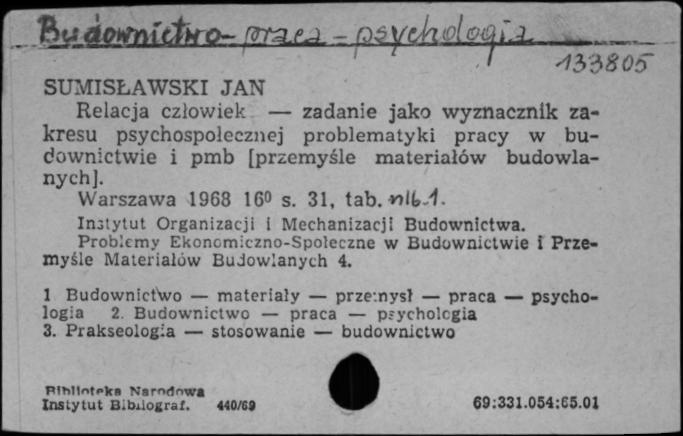 Budownictwo - praca - psychologia
133805
SUMISŁAWSKI JAN
Relacja człowiek — zadanie jako wyznacznik za-
kresu psychospołecznej problematyki pracy w bu-
downictwie i pmb [przemyśle materiałów budowla-
nych].
Warszawa 1968 16⁰ s. 31, tab. nlb. 1.
Instytut Organizacji i Mechanizacji Budownictwa.
Problemy Ekonomiczno-Społeczne w Budownictwie i Prze-
myśle Materiałów Budowlanych 4.
1 Budownictwo — materiały — przemysł — praca — psycho-
logia 2. Budownictwo — praca — psychologia
3. Prakseologia — stosowanie — budownictwo
Biblioteka Narodowa
Instytut Bibliograf. 440/69
69:331.054:65.01